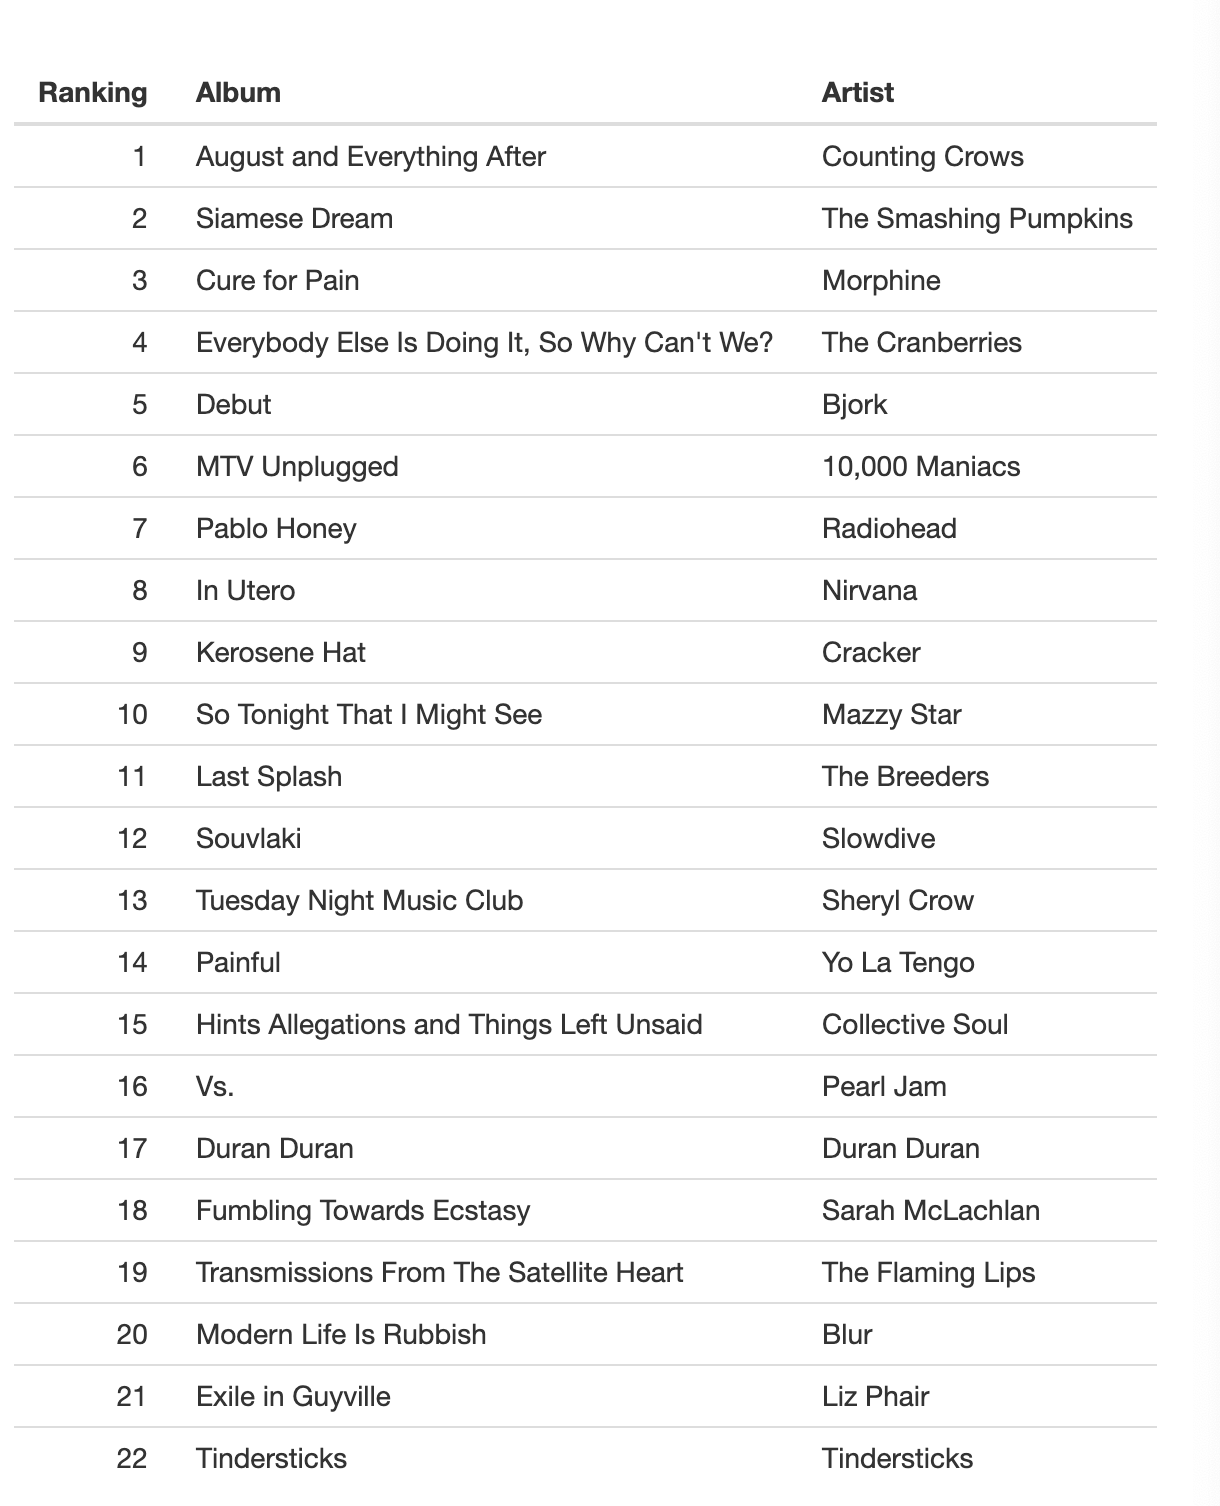 Ranking Album Artist
1 August and Everything After Counting Crows
2 Siamese Dream The Smashing Pumpkins
3 Cure for Pain Morphine
4 Everybody Else Is Doing It, So Why Can't We? The Cranberries
5 Debut Bjork
6 MTV Unplugged 10,000 Maniacs
7 Pablo Honey Radiohead
8 In Utero Nirvana
9 Kerosene Hat Cracker
10 So Tonight That I Might See Mazzy Star
11 Last Splash The Breeders
12 Souvlaki Slowdive
13 Tuesday Night Music Club Sheryl Crow
14 Painful Yo La Tengo
15 Hints Allegations and Things Left Unsaid Collective Soul
16 Vs. Pearl Jam
17 Duran Duran Duran Duran
18 Fumbling Towards Ecstasy Sarah McLachlan
19 Transmissions From The Satellite Heart The Flaming Lips
20 Modern Life Is Rubbish Blur
21 Exile in Guyville Liz Phair
22 Tindersticks Tindersticks